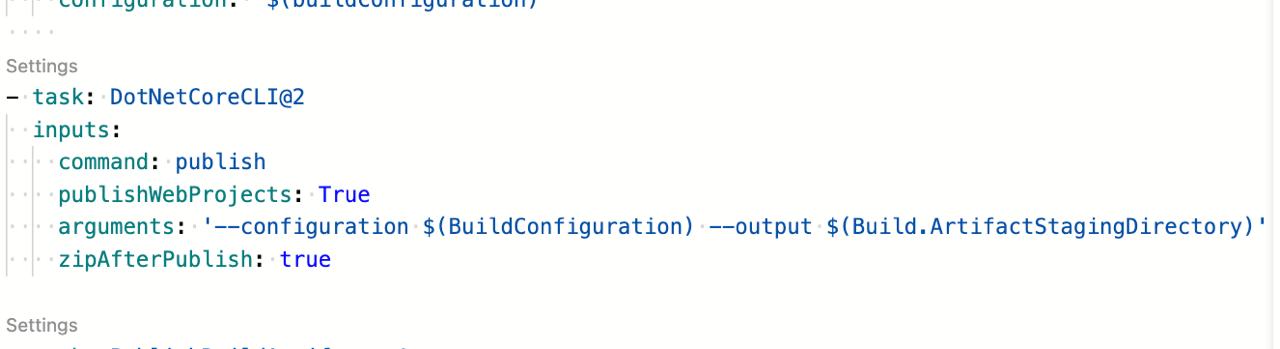 configuration: '$(buildConfiguration)'
Settings
- task: DotNetCoreCLI@2
inputs:
command: publish
publishWebProjects: True
arguments: '--configuration $(BuildConfiguration) --output $(Build.ArtifactStagingDirectory)'
zipAfterPublish: true
Settings